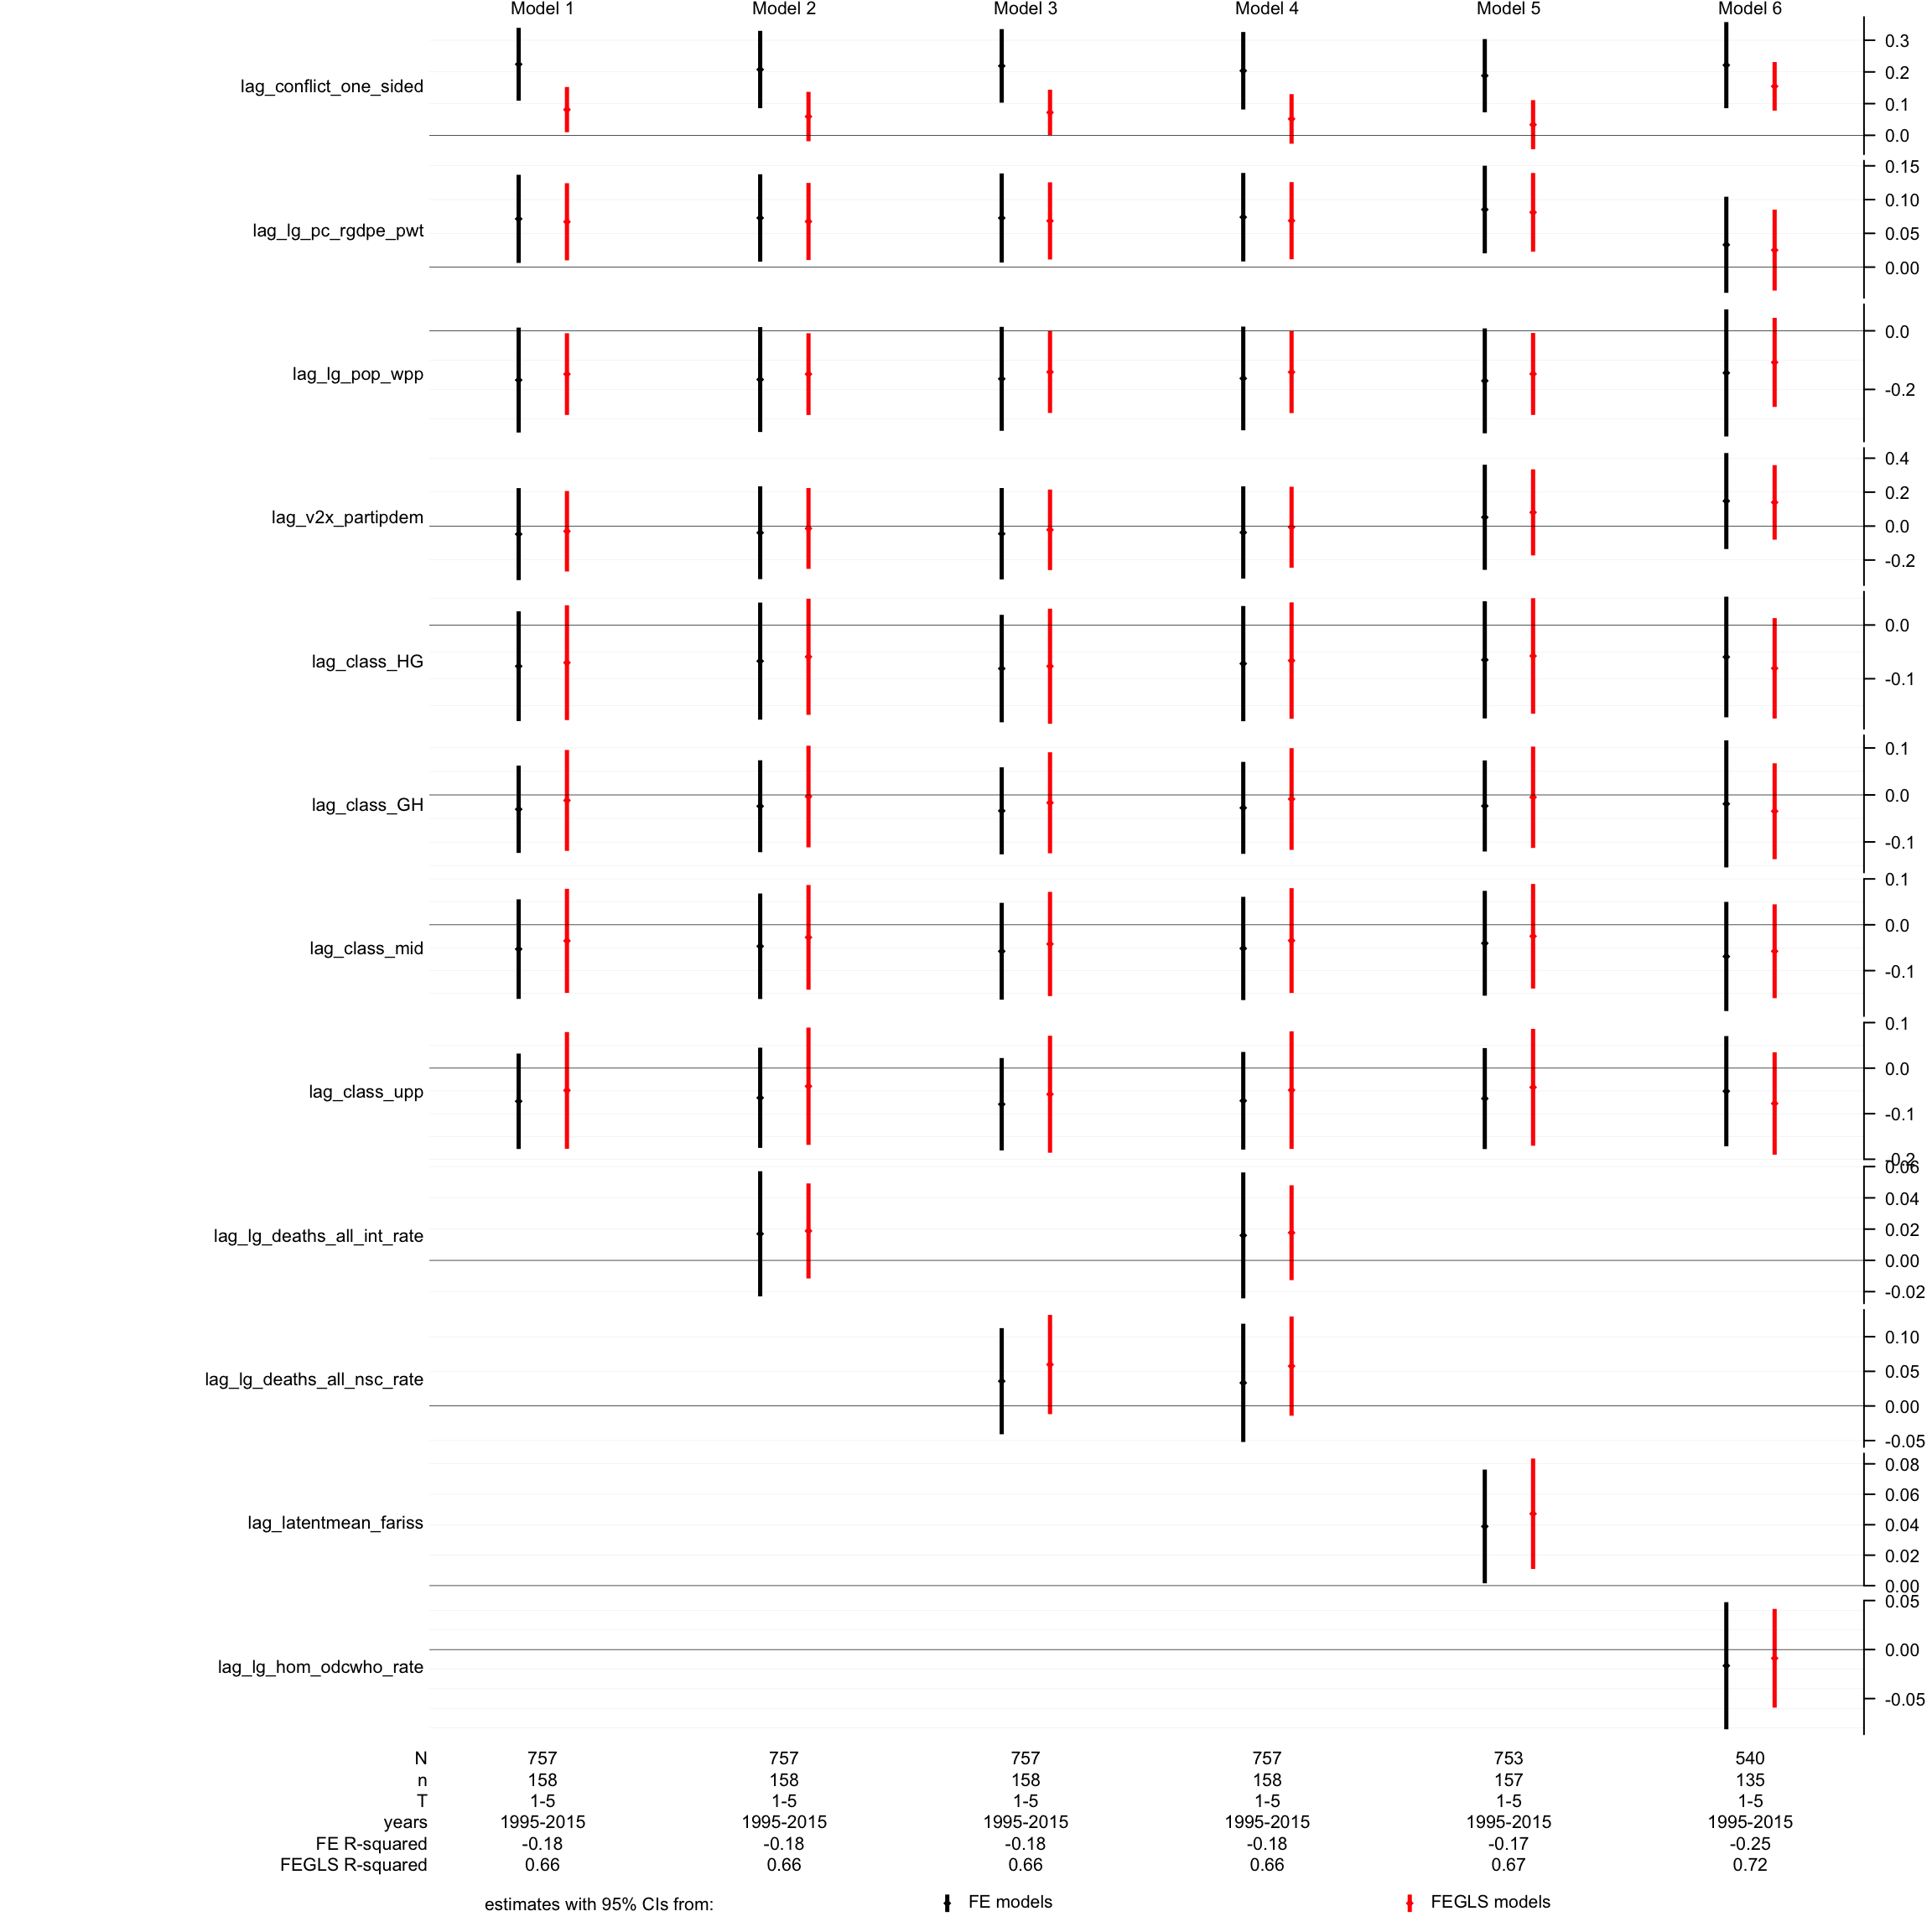 Model 1 Model 2 Model 3 Model 4 Model 5 Model 6
lag_conflict_one_sided
0.3
0.2
0.1
0.0
lag_lg_pc_rgdpe_pwt
0.15
0.10
0.05
0.00
lag_lg_pop_wpp
0.0
-0.2
lag_v2x_partipdem
0.4
0.2
0.0
-0.2
lag_class_HG
0.0
-0.1
lag_class_GH
0.1
0.0
-0.1
lag_class_mid
0.1
0.0
-0.1
lag_class_upp
0.1
0.0
-0.1
-0.2
lag_lg_deaths_all_int_rate
0.06
0.04
0.02
0.00
-0.02
lag_lg_deaths_all_nsc_rate
0.10
0.05
0.00
-0.05
lag_latentmean_fariss
0.08
0.06
0.04
0.02
0.00
lag_lg_hom_odcwho_rate
0.05
0.00
-0.05
N 757 757 757 757 753 540
n 158 158 158 158 157 135
T 1-5 1-5 1-5 1-5 1-5 1-5
years 1995-2015 1995-2015 1995-2015 1995-2015 1995-2015 1995-2015
FE R-squared -0.18 -0.18 -0.18 -0.18 -0.17 -0.25
FEGLS R-squared 0.66 0.66 0.66 0.66 0.67 0.72
estimates with 95% CIs from: FE models FEGLS models